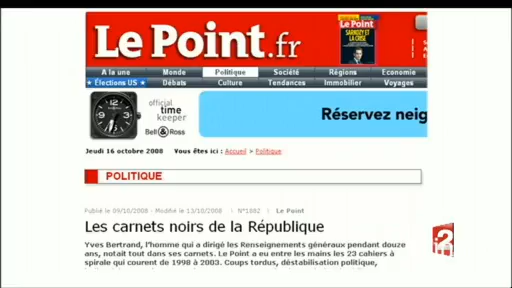 Le Point.fr
SARKOZY ET LA CRISE
A la une Monde Politique Société Régions Economie
★ Élections US ★ Débats Culture Tendances Immobilier Voyages
official
time
keeper
Bell&Ross
Réservez neig
Jeudi 16 octobre 2008 Vous êtes ici : Accueil > Politique
POLITIQUE
Publié le 09/10/2008 - Modifié le 13/10/2008 | N°1882 | Le Point
Les carnets noirs de la République
2
Yves Bertrand, l'homme qui a dirigé les Renseignements généraux pendant douze
ans, notait tout dans ses carnets. Le Point a eu entre les mains les 23 cahiers à
spirale qui courent de 1998 à 2003. Coups tordus, déstabilisation politique,